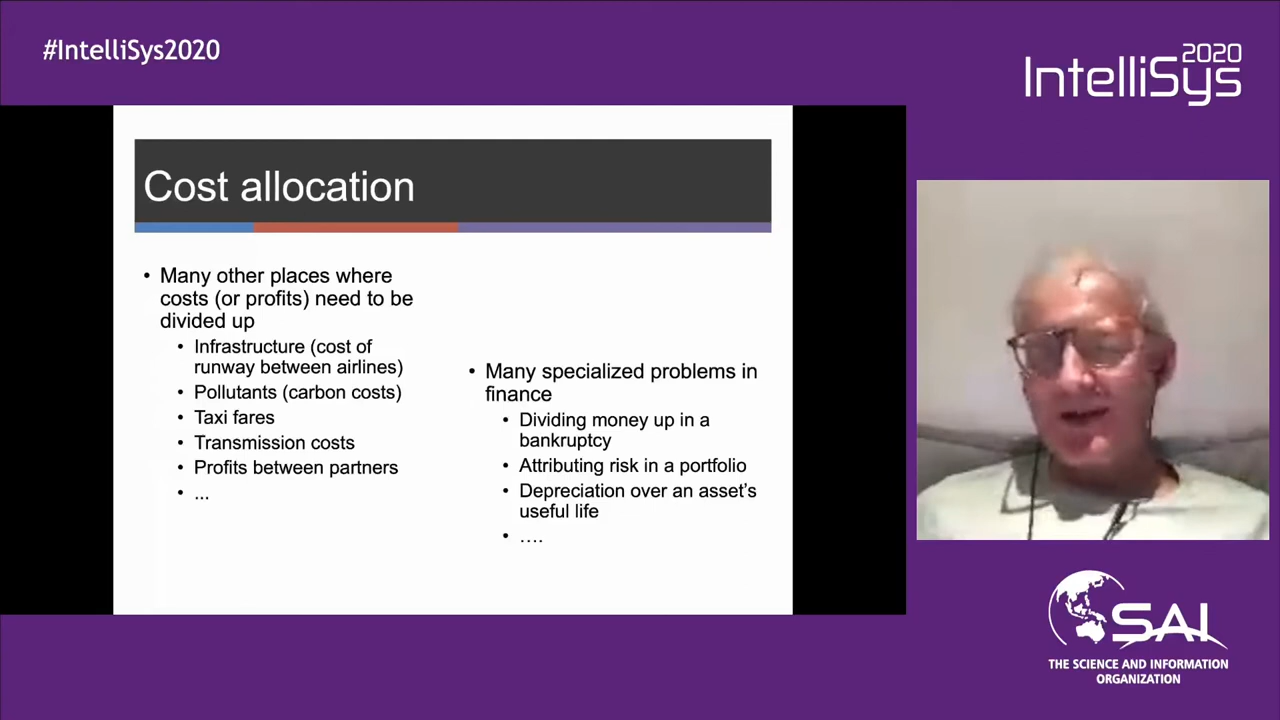 #IntelliSys2020
2020
IntelliSys
Cost allocation
• Many other places where
costs (or profits) need to be
divided up
• Infrastructure (cost of
runway between airlines)
• Pollutants (carbon costs)
• Taxi fares
• Transmission costs
• Profits between partners
• ...
• Many specialized problems in
finance
• Dividing money up in a
bankruptcy
• Attributing risk in a portfolio
• Depreciation over an asset's
useful life
• ....
SAI
THE SCIENCE AND INFORMATION
ORGANIZATION